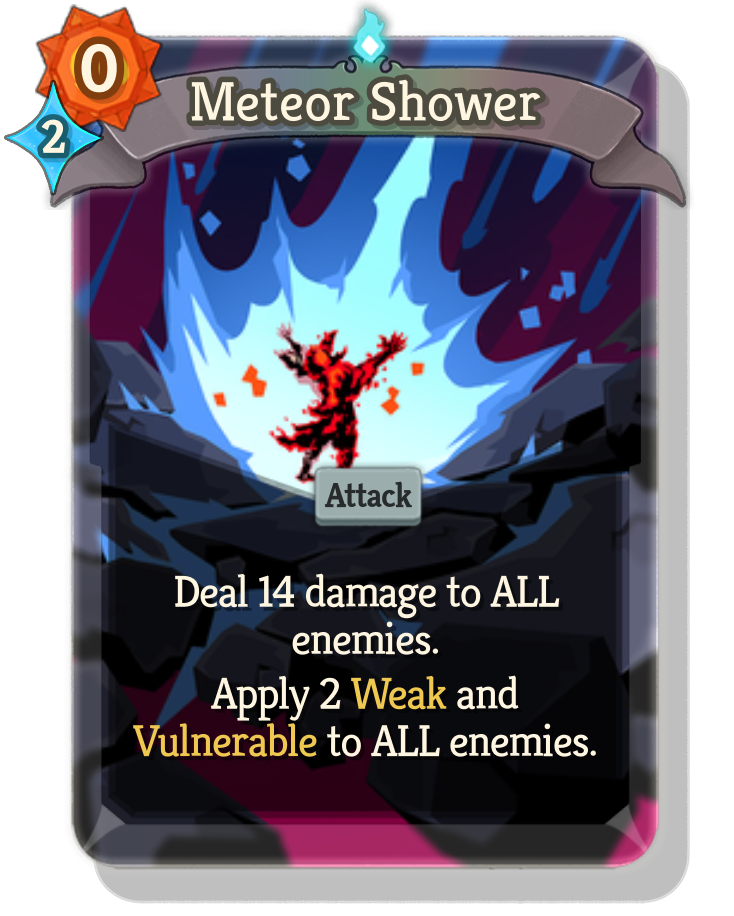 0
Meteor Shower
2
Attack
Deal 14 damage to ALL
enemies.
Apply 2 Weak and
Vulnerable to ALL enemies.